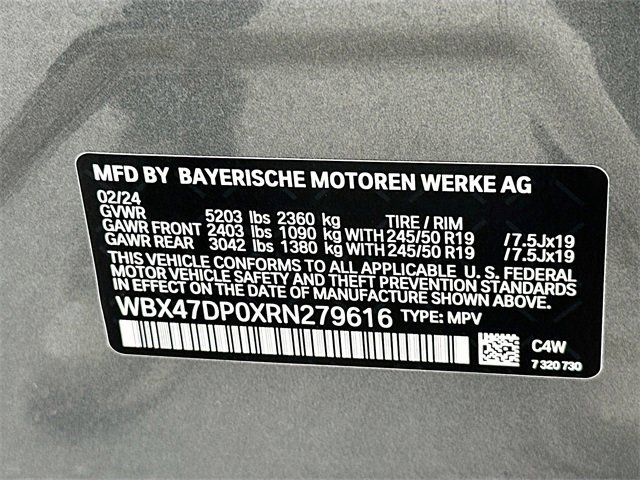 MFD BY BAYERISCHE MOTOREN WERKE AG
02/24
GVWR 5203 lbs 2360 kg TIRE / RIM
GAWR FRONT 2403 lbs 1090 kg WITH 245/50 R19 /7.5Jx19
GAWR REAR 3042 lbs 1380 kg WITH 245/50 R19 /7.5Jx19
THIS VEHICLE CONFORMS TO ALL APPLICABLE U. S. FEDERAL
MOTOR VEHICLE SAFETY AND THEFT PREVENTION STANDARDS
IN EFFECT ON THE DATE OF MANUFACTURE SHOWN ABOVE.
WBX47DP0XRN279616 TYPE: MPV
C4W
7 320 730